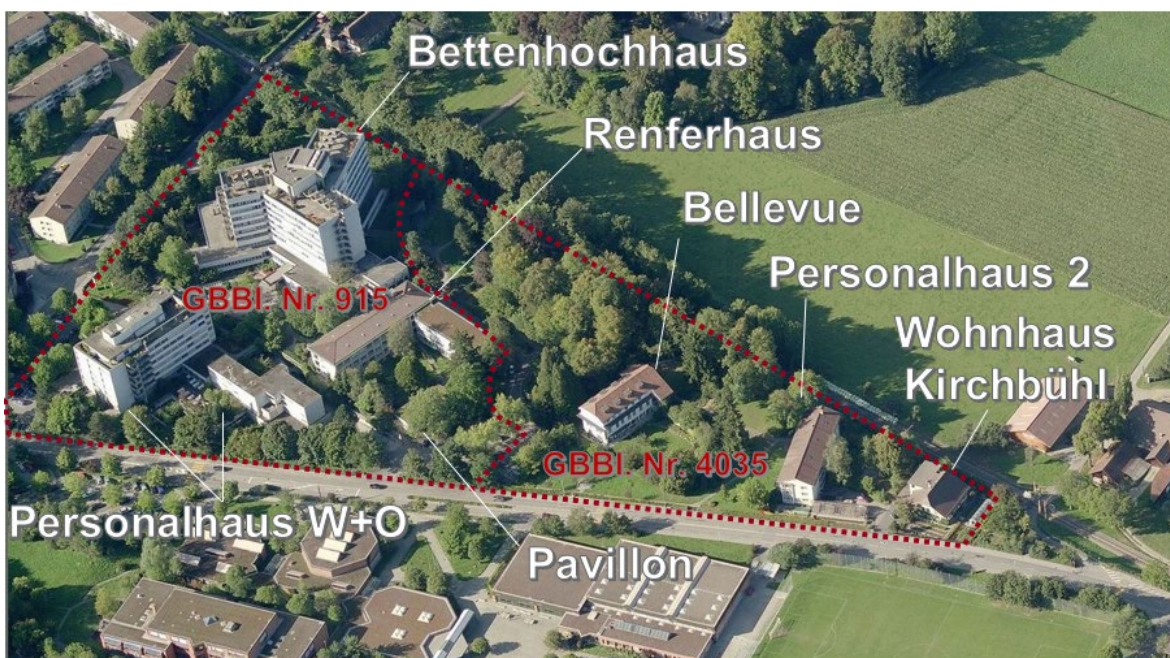 Bettenhochhaus
Renferhaus
Bellevue
Personalhaus 2
Wohnhaus
Kirchbühl
GBBl. Nr. 915
GBBl. Nr. 4035
Personalhaus W+O
Pavillon